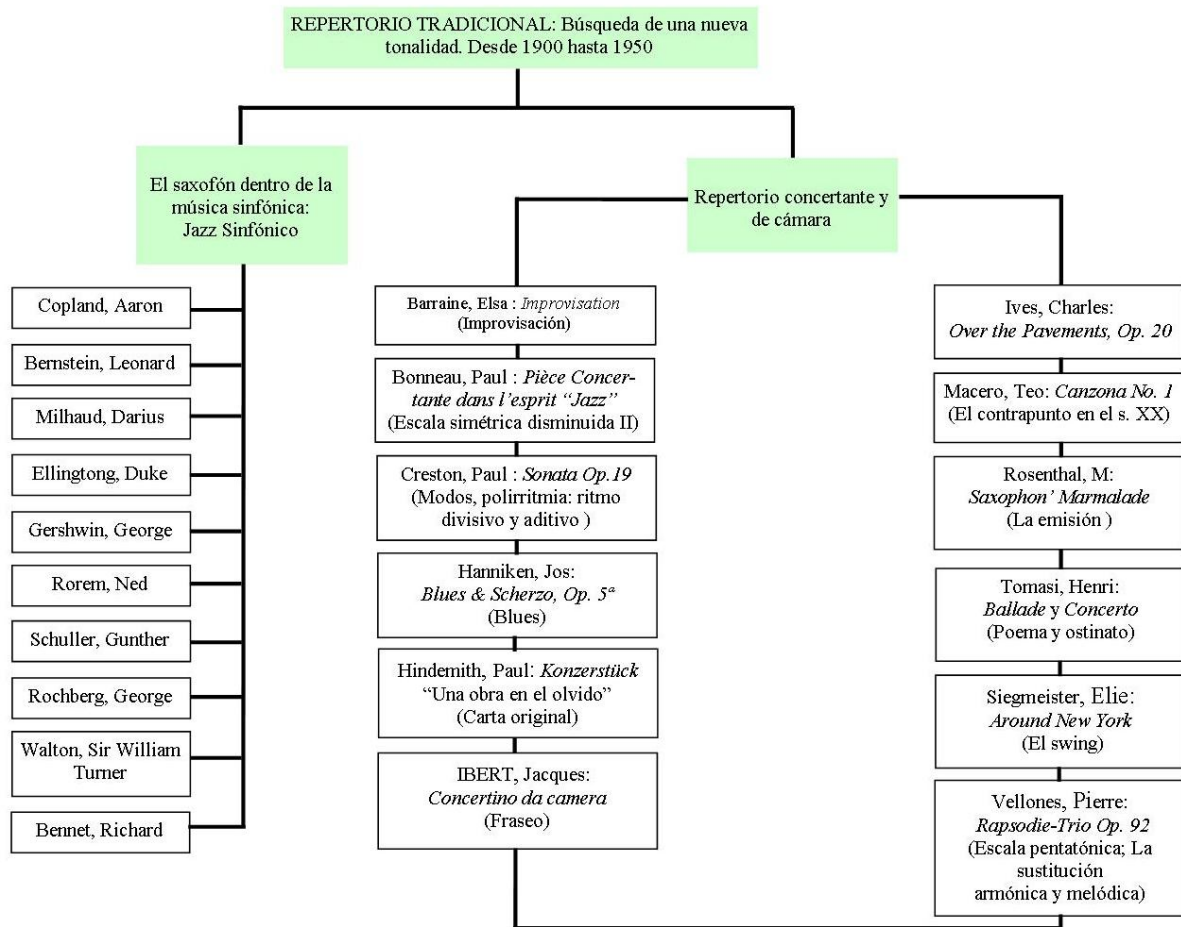 REPERTORIO TRADICIONAL: Búsqueda de una nueva
tonalidad. Desde 1900 hasta 1950
El saxofón dentro de la
música sinfónica:
Jazz Sinfónico
Copland, Aaron
Bernstein, Leonard
Milhaud, Darius
Ellingtong, Duke
Gershwin, George
Rorem, Ned
Schuller, Gunther
Rochberg, George
Walton, Sir William
Turner
Bennet, Richard
Repertorio concertante y
de cámara
Barraine, Elsa : Improvisation
(Improvisación)
Bonneau, Paul : Pièce Concer-
tante dans l’esprit “Jazz”
(Escala simétrica disminuida II)
Creston, Paul : Sonata Op.19
(Modos, polirritmia: ritmo
divisivo y aditivo )
Hanniken, Jos:
Blues & Scherzo, Op. 5ª
(Blues)
Hindemith, Paul: Konzerstück
“Una obra en el olvido”
(Carta original)
IBERT, Jacques:
Concertino da camera
(Fraseo)
Ives, Charles:
Over the Pavements, Op. 20
Macero, Teo: Canzona No. 1
(El contrapunto en el s. XX)
Rosenthal, M:
Saxophon’ Marmalade
(La emisión )
Tomasi, Henri:
Ballade y Concerto
(Poema y ostinato)
Siegmeister, Elie:
Around New York
(El swing)
Vellones, Pierre:
Rapsodie-Trio Op. 92
(Escala pentatónica; La
sustitución
armónica y melódica)